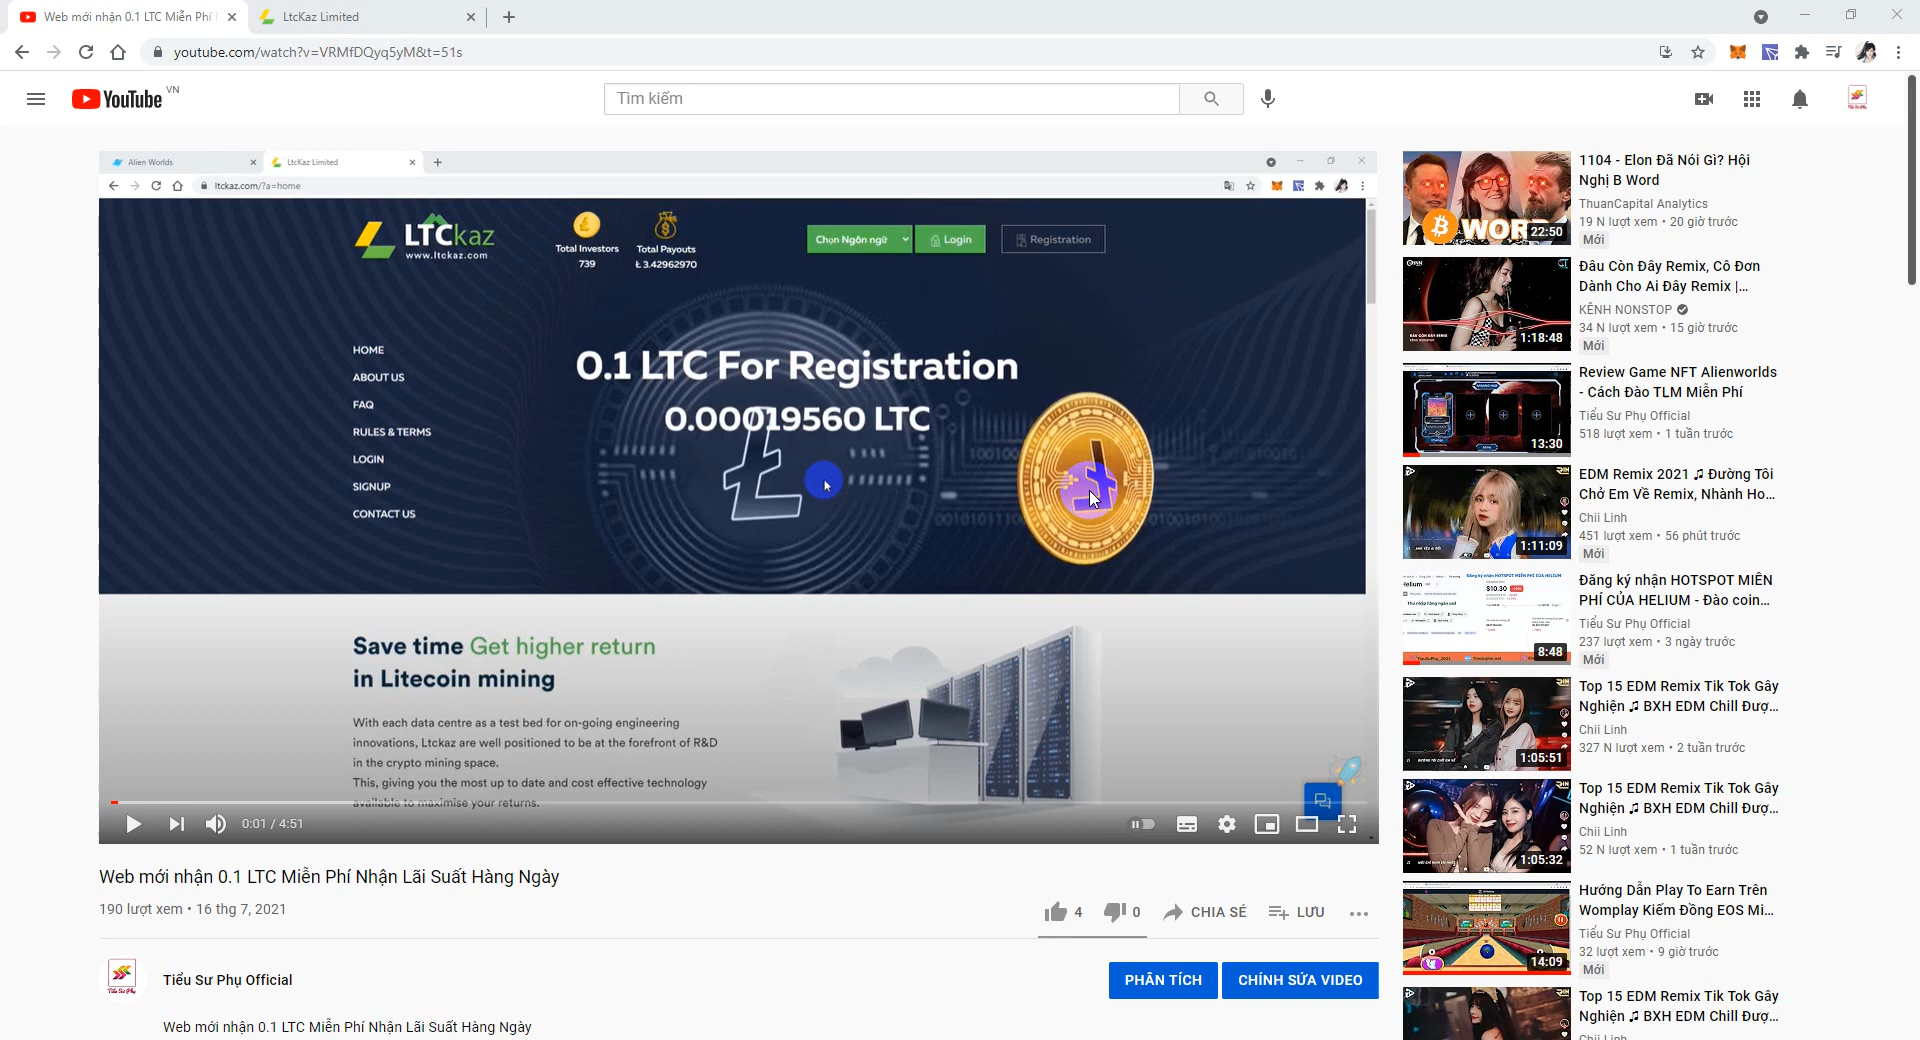 Web mới nhận 0.1 LTC Miễn Phí
LtcKaz Limited
youtube.com/watch?v=VRMfDQyq5yM&t=51s
YouTube VN
Tìm kiếm
Alien Worlds
LtcKaz Limited
ltckaz.com/?a=home
LTCkaz
www.ltckaz.com
Total Investors
739
Total Payouts
Ł 3.42962970
Chọn Ngôn ngữ
Login
Registration
HOME
ABOUT US
FAQ
RULES & TERMS
LOGIN
SIGNUP
CONTACT US
0.1 LTC For Registration
0.00019560 LTC
Save time Get higher return
in Litecoin mining
With each data centre as a test bed for on-going engineering
innovations, Ltckaz are well positioned to be at the forefront of R&D
in the crypto mining space.
This, giving you the most up to date and cost effective technology
available to maximise your returns.
0:01 / 4:51
Web mới nhận 0.1 LTC Miễn Phí Nhận Lãi Suất Hàng Ngày
190 lượt xem • 16 thg 7, 2021
4
0
CHIA SẺ
LƯU
Tiểu Sư Phụ Official
PHÂN TÍCH
CHỈNH SỬA VIDEO
Web mới nhận 0.1 LTC Miễn Phí Nhận Lãi Suất Hàng Ngày
WOR
22:50
1104 - Elon Đã Nói Gì? Hội
Nghị B Word
ThuanCapital Analytics
19 N lượt xem • 20 giờ trước
Mới
1:18:48
Đâu Còn Đây Remix, Cô Đơn
Dành Cho Ai Đây Remix |...
KÊNH NONSTOP
34 N lượt xem • 15 giờ trước
Mới
13:30
Review Game NFT Alienworlds
- Cách Đào TLM Miễn Phí
Tiểu Sư Phụ Official
518 lượt xem • 1 tuần trước
1:11:09
EDM Remix 2021 ♫ Đường Tôi
Chở Em Về Remix, Nhành Ho...
Chii Linh
451 lượt xem • 56 phút trước
Mới
$10.30
8:48
Đăng ký nhận HOTSPOT MIỄN
PHÍ CỦA HELIUM - Đào coin...
Tiểu Sư Phụ Official
237 lượt xem • 3 ngày trước
Mới
1:05:51
Top 15 EDM Remix Tik Tok Gây
Nghiện ♫ BXH EDM Chill Đượ...
Chii Linh
327 N lượt xem • 2 tuần trước
1:05:32
Top 15 EDM Remix Tik Tok Gây
Nghiện ♫ BXH EDM Chill Đượ...
Chii Linh
52 N lượt xem • 1 tuần trước
14:09
Hướng Dẫn Play To Earn Trên
Womplay Kiếm Đồng EOS Mi...
Tiểu Sư Phụ Official
32 lượt xem • 9 giờ trước
Mới
Top 15 EDM Remix Tik Tok Gây
Nghiện ♫ BXH EDM Chill Đượ...
Chii Linh